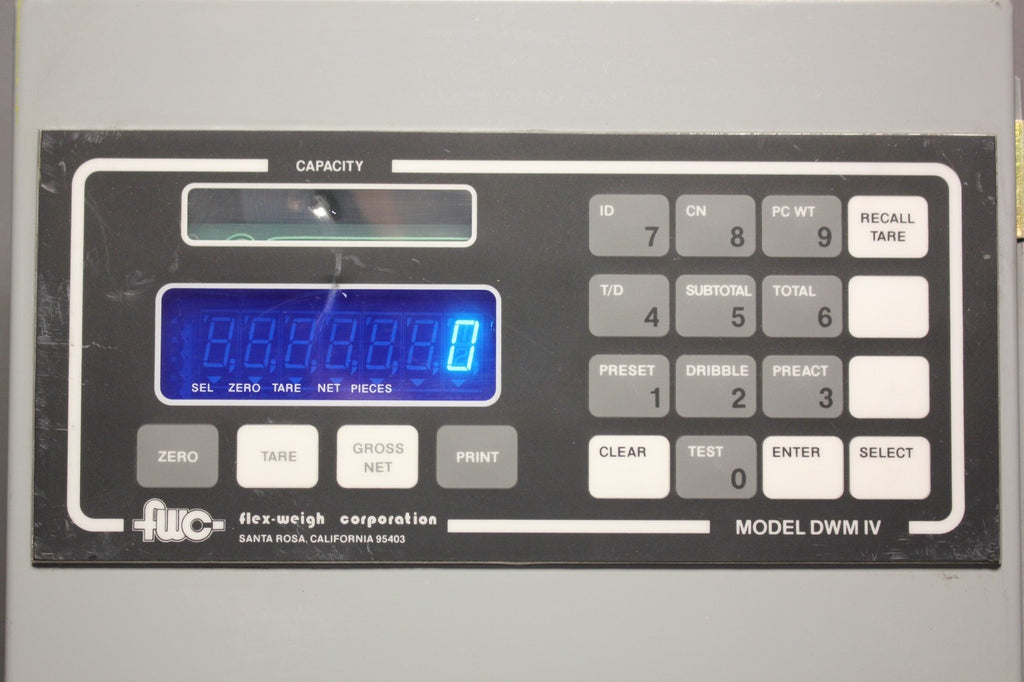 CAPACITY
0
SEL ZERO TARE NET PIECES
ZERO
TARE
GROSS
NET
PRINT
ID
7
CN
8
PC WT
9
RECALL
TARE
T/D
4
SUBTOTAL
5
TOTAL
6
PRESET
1
DRIBBLE
2
PREACT
3
CLEAR
TEST
0
ENTER
SELECT
fwc
flex-weigh corporation
SANTA ROSA, CALIFORNIA 95403
MODEL DWM IV